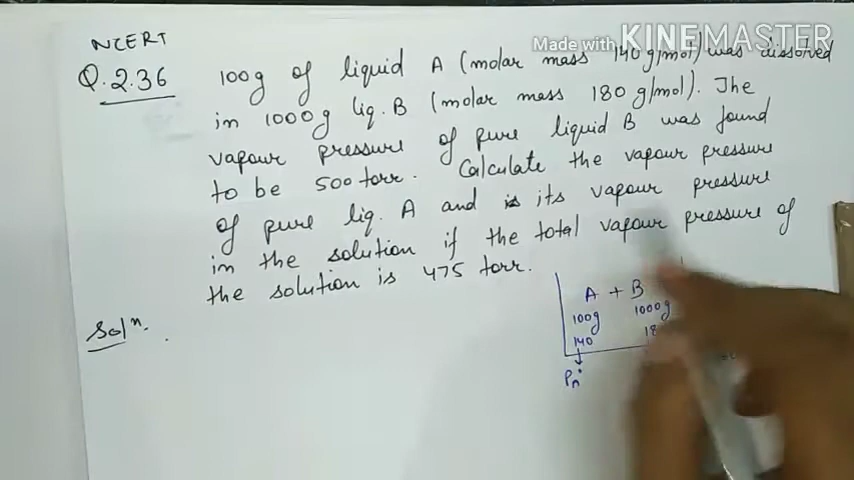 Made with KINEMASTER
NCERT
Q.2.36 100g of liquid A (molar mass 140 g/mol) was dissolved
in 1000g liq. B (molar mass 180 g/mol). The
vapour pressure of pure liquid B was found
to be 500 torr. Calculate the vapour pressure
of pure liq. A and is its vapour pressure
in the solution if the total vapour pressure of
the solution is 475 torr.
Solⁿ.
A + B
100g 1000g
140 18